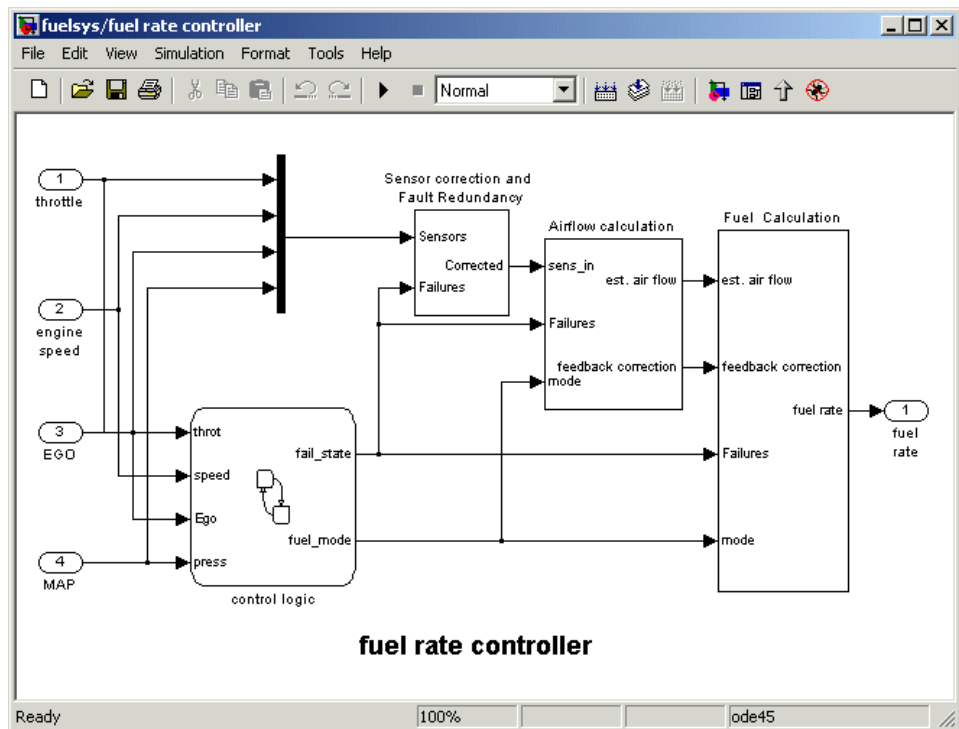 fuelsys/fuel rate controller
File Edit View Simulation Format Tools Help
Normal
1
throttle
2
engine
speed
3
EGO
4
MAP
Sensor correction and
Fault Redundancy
Sensors
Corrected
Failures
Airflow calculation
sens_in
est. air flow
Failures
feedback correction
mode
Fuel Calculation
est. air flow
feedback correction
fuel rate
Failures
mode
1
fuel
rate
throt
fail_state
speed
Ego
fuel_mode
press
control logic
fuel rate controller
Ready 100% ode45